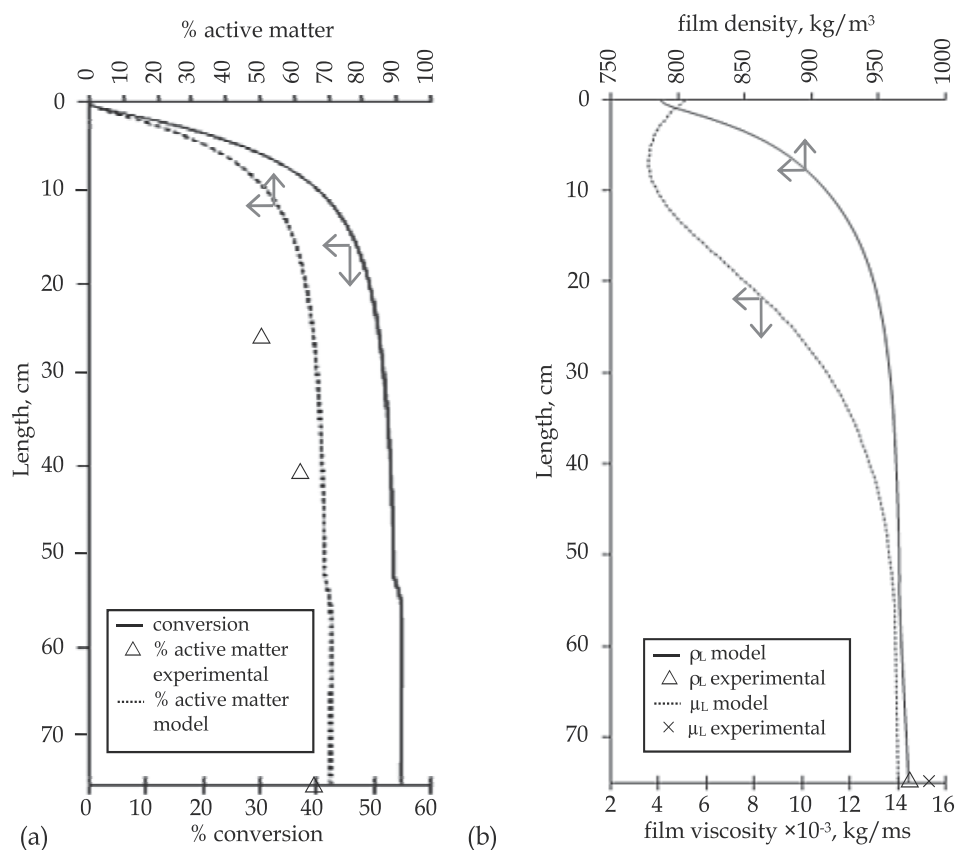 % active matter
0 10 20 30 40 50 60 70 80 90 100
0
10
20
30
40
50
60
70
Length, cm
conversion
% active matter
experimental
% active matter
model
0 10 20 30 40 50 60
% conversion
(a)
film density, kg/m³
750 800 850 900 950 1000
0
10
20
30
40
50
60
70
Length, cm
ρL model
ρL experimental
μL model
μL experimental
2 4 6 8 10 12 14 16
film viscosity ×10⁻³, kg/ms
(b)